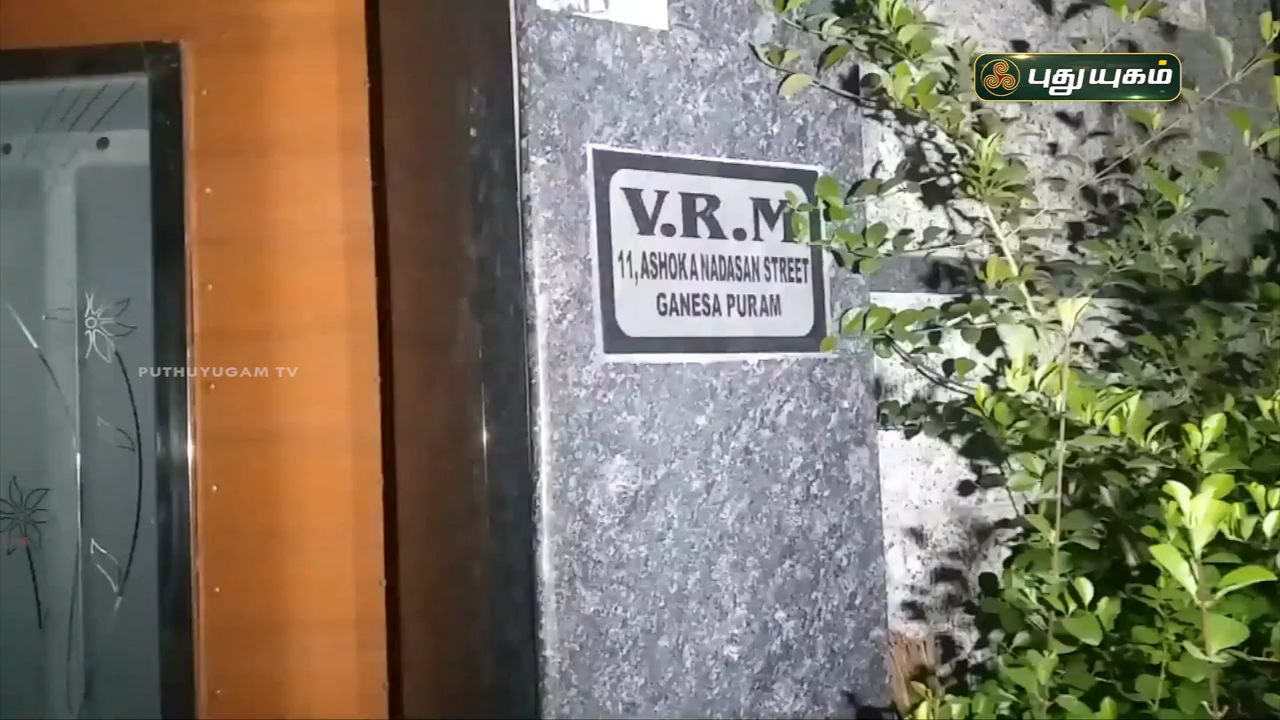 புதுயுகம்
V.R.M
11, ASHOKA NADASAN STREET
GANESA PURAM
PUTHUYUGAM TV